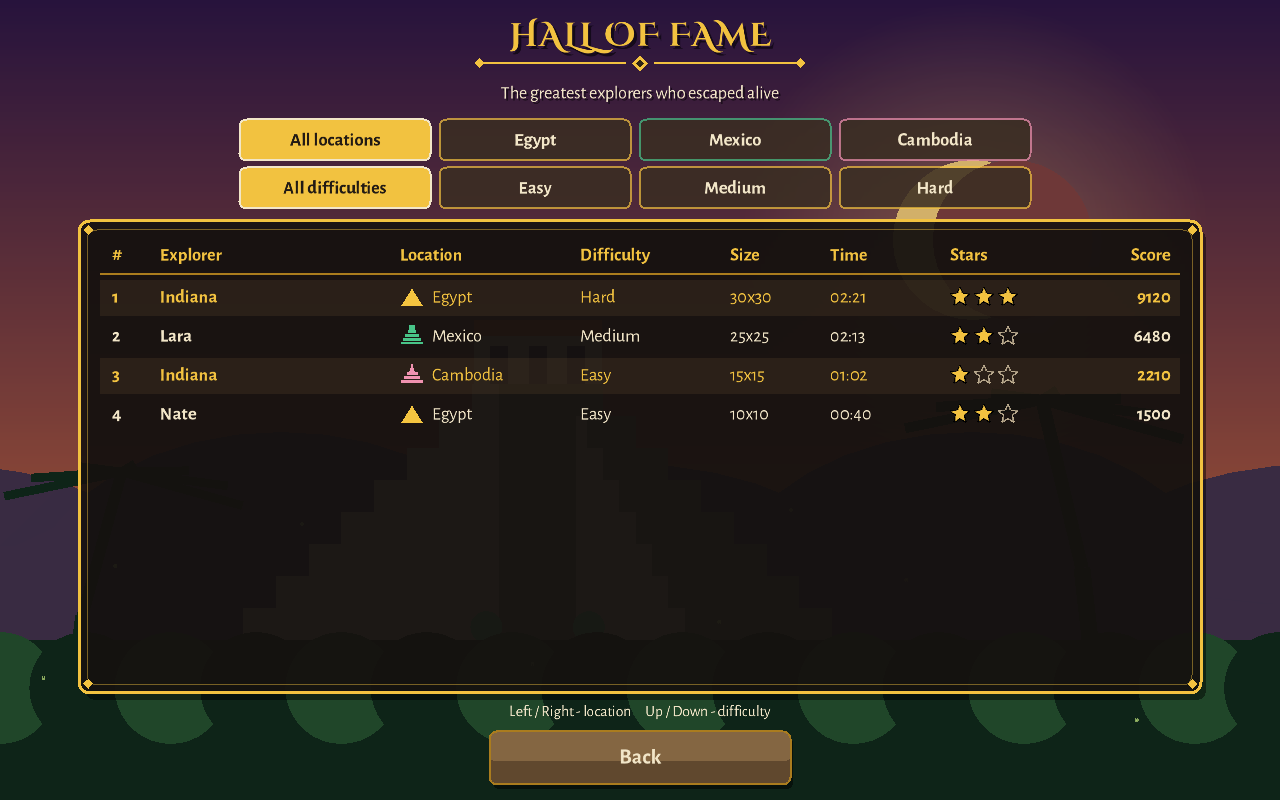 HALL OF FAME
The greatest explorers who escaped alive
All locations Egypt Mexico Cambodia
All difficulties Easy Medium Hard
# Explorer Location Difficulty Size Time Stars Score
1 Indiana Egypt Hard 30x30 02:21 9120
2 Lara Mexico Medium 25x25 02:13 6480
3 Indiana Cambodia Easy 15x15 01:02 2210
4 Nate Egypt Easy 10x10 00:40 1500
Left / Right - location Up / Down - difficulty
Back